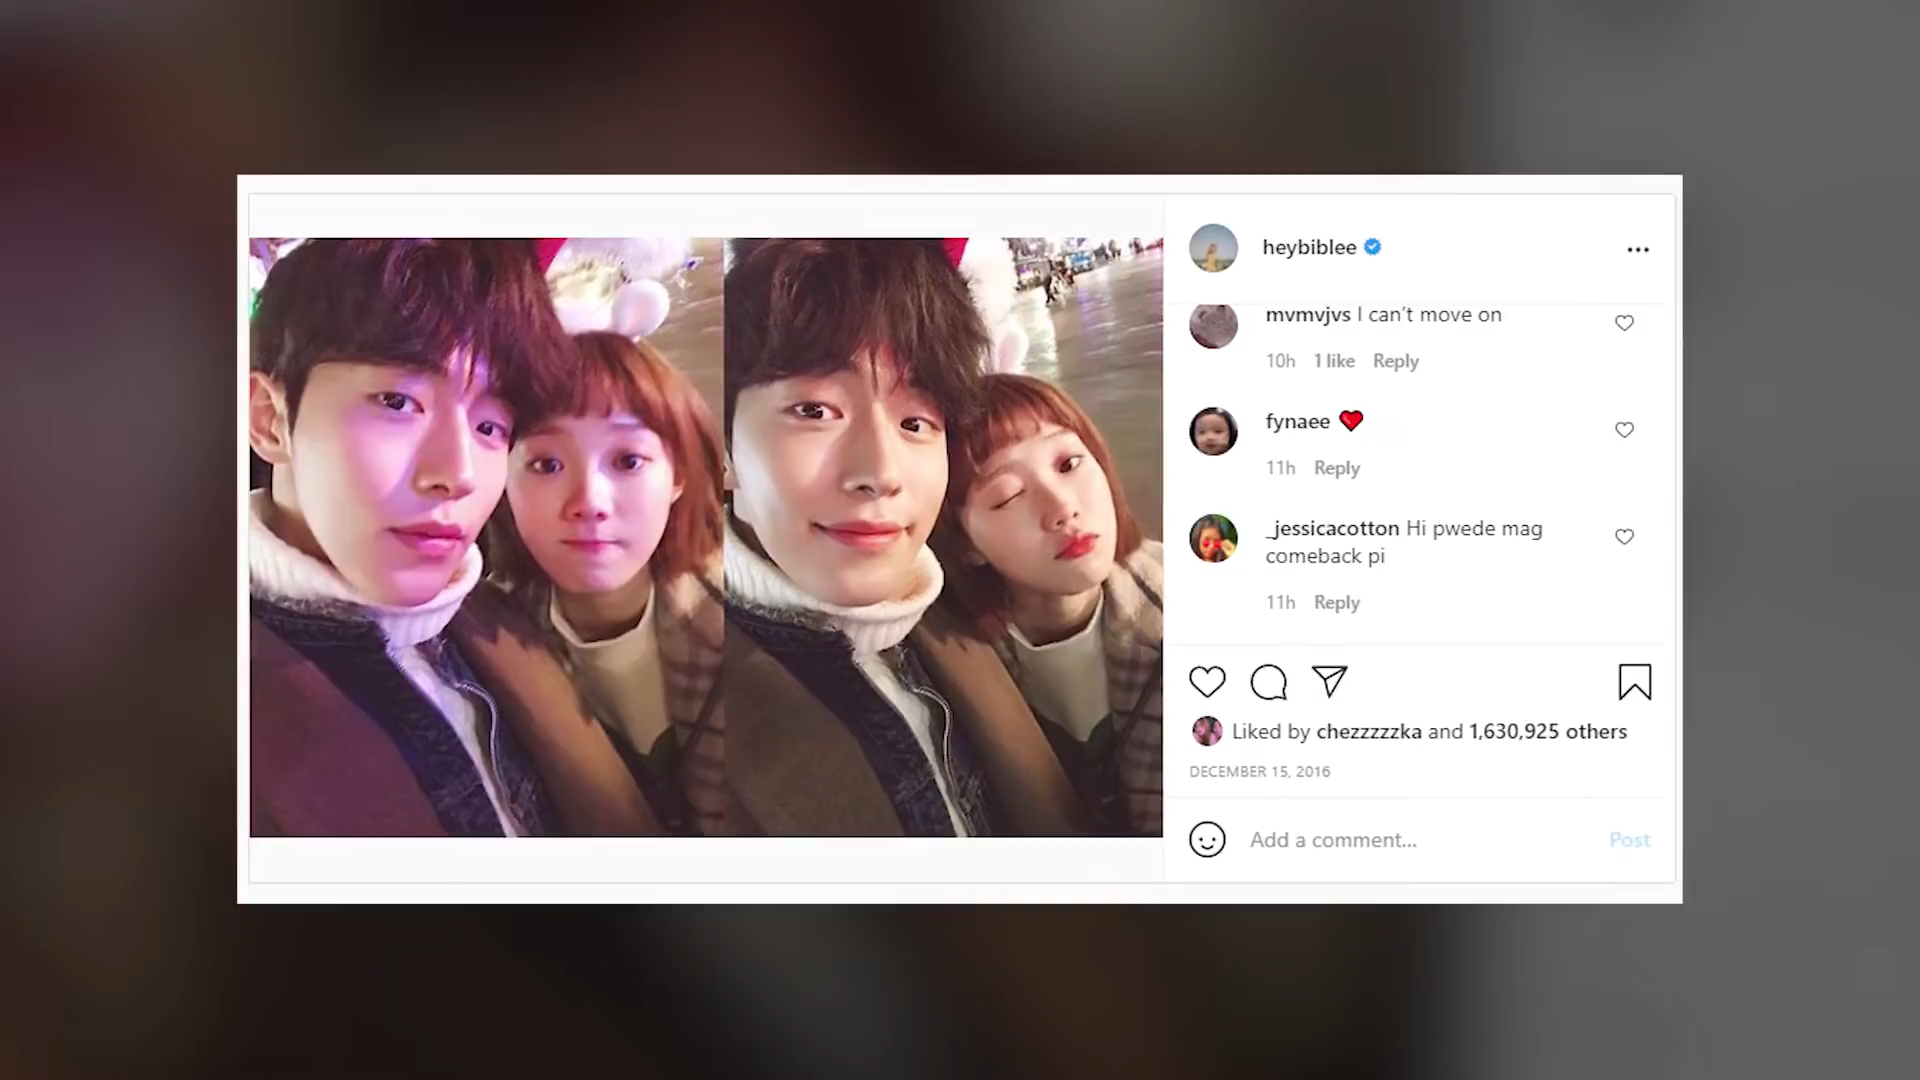 heybiblee
mvmvjvs I can't move on
10h 1 like Reply
fynaee
11h Reply
_jessicacotton Hi pwede mag
comeback pi
11h Reply
Liked by chezzzzzka and 1,630,925 others
DECEMBER 15, 2016
Add a comment... Post